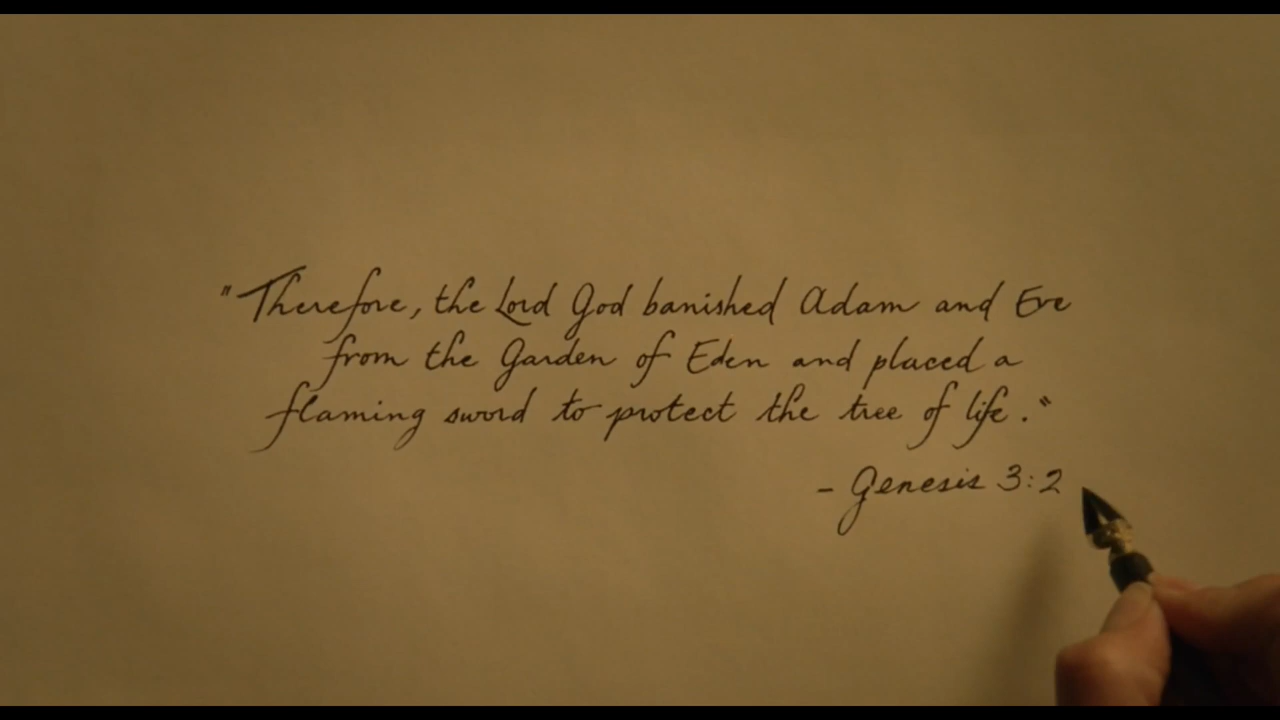 "Therefore, the Lord God banished Adam and Eve
from the Garden of Eden and placed a
flaming sword to protect the tree of life."
- Genesis 3:2